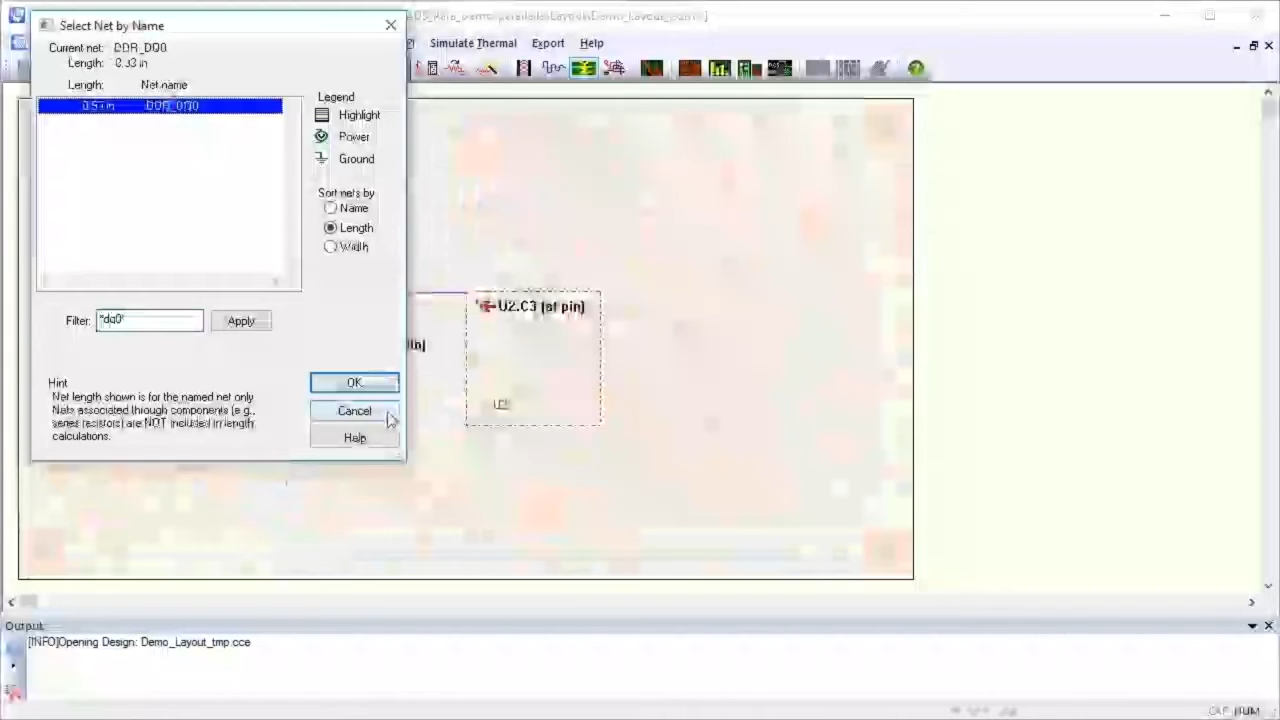 Select Net by Name
Current net: DDR_DQ0
Length:
Length: Net name
DDR_DQ0
Legend
Highlight
Power
Ground
Sort nets by
Name
Length
Width
Filter: *dq0* Apply
Hint
Net length shown is for the named net only.
Nets associated through components (e.g.,
series resistors) are NOT included in length
calculations.
OK
Cancel
Help
Simulate Thermal Export Help
U2.C3 (at pin)
Output
[INFO]Opening Design: Demo_Layout_tmp.cce
NUM